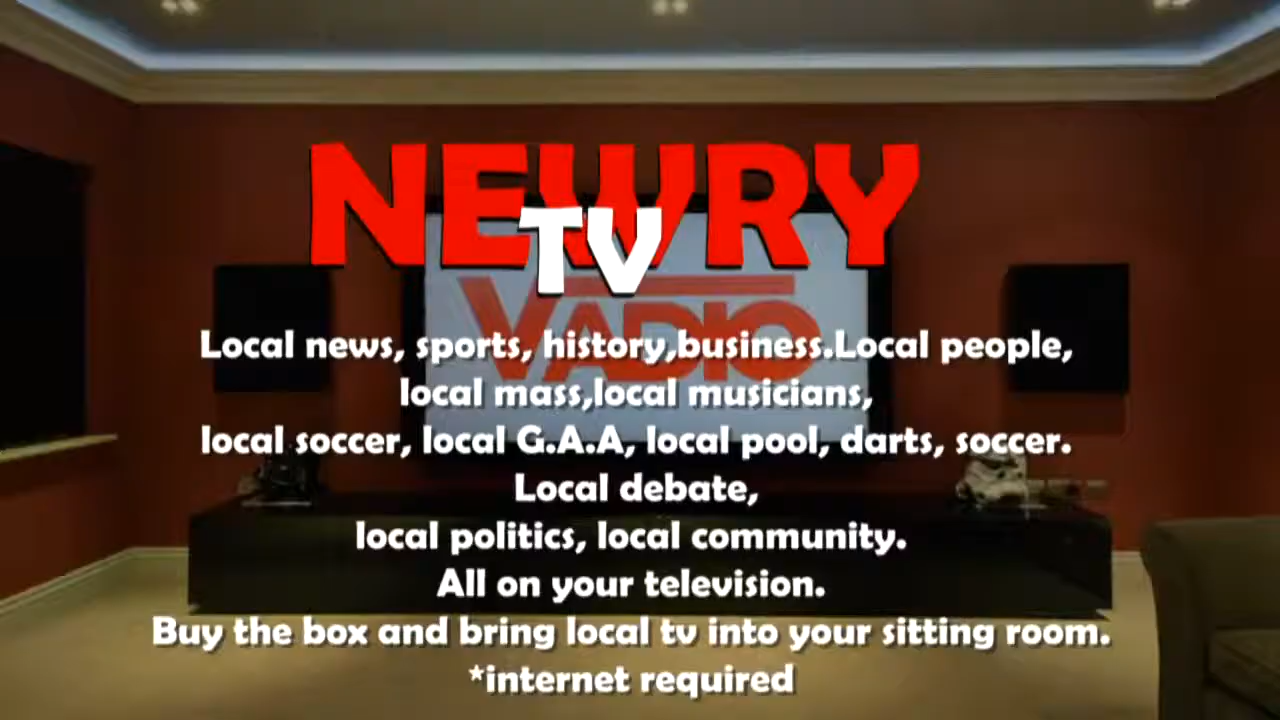 NEWRY
TV
VADIO
Local news, sports, history,business.Local people,
local mass,local musicians,
local soccer, local G.A.A, local pool, darts, soccer.
Local debate,
local politics, local community.
All on your television.
Buy the box and bring local tv into your sitting room.
*internet required